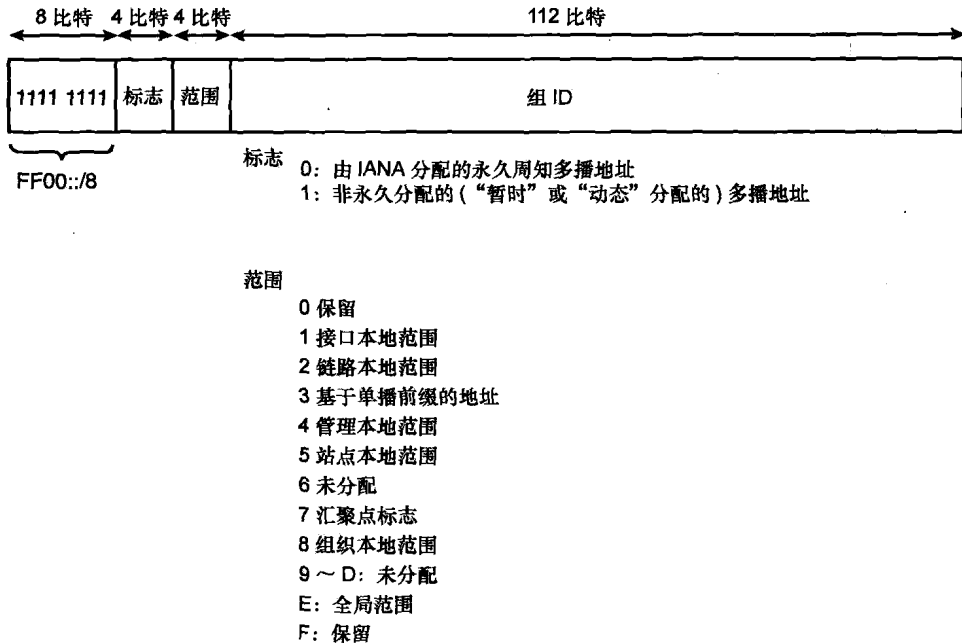 8 比特 4 比特 4 比特 112 比特
1111 1111 标志 范围 组 ID
FF00::/8
标志 0：由 IANA 分配的永久周知多播地址
1：非永久分配的（“暂时”或“动态”分配的）多播地址
范围
0 保留
1 接口本地范围
2 链路本地范围
3 基于单播前缀的地址
4 管理本地范围
5 站点本地范围
6 未分配
7 汇聚点标志
8 组织本地范围
9～D：未分配
E：全局范围
F：保留